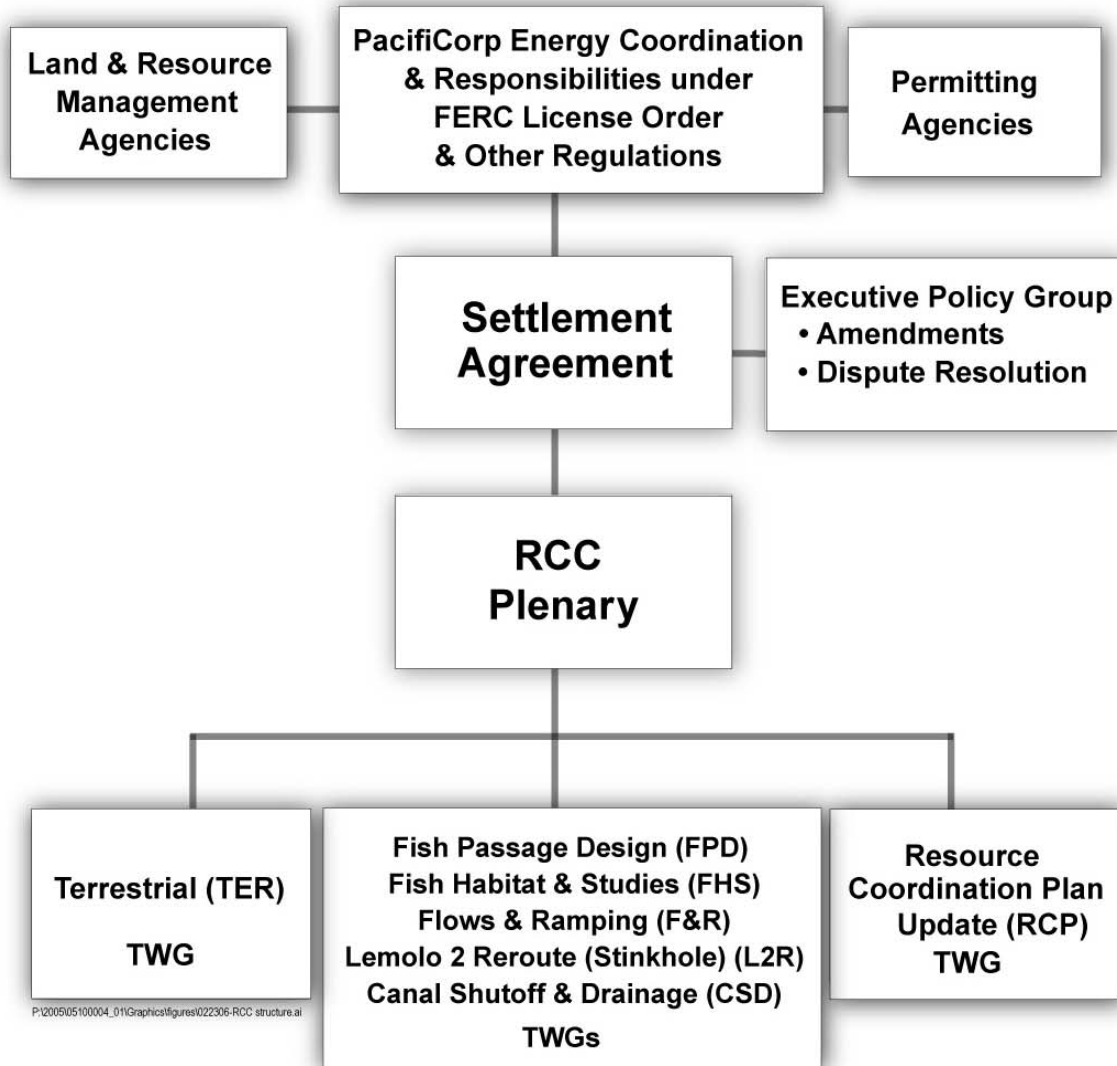 Land & Resource
Management
Agencies
PacifiCorp Energy Coordination
& Responsibilities under
FERC License Order
& Other Regulations
Permitting
Agencies
Settlement
Agreement
Executive Policy Group
• Amendments
• Dispute Resolution
RCC
Plenary
Terrestrial (TER)
TWG
Fish Passage Design (FPD)
Fish Habitat & Studies (FHS)
Flows & Ramping (F&R)
Lemolo 2 Reroute (Stinkhole) (L2R)
Canal Shutoff & Drainage (CSD)
TWGs
Resource
Coordination Plan
Update (RCP)
TWG
P:\2005\05100004_01\Graphics\figures\022306-RCC structure.ai